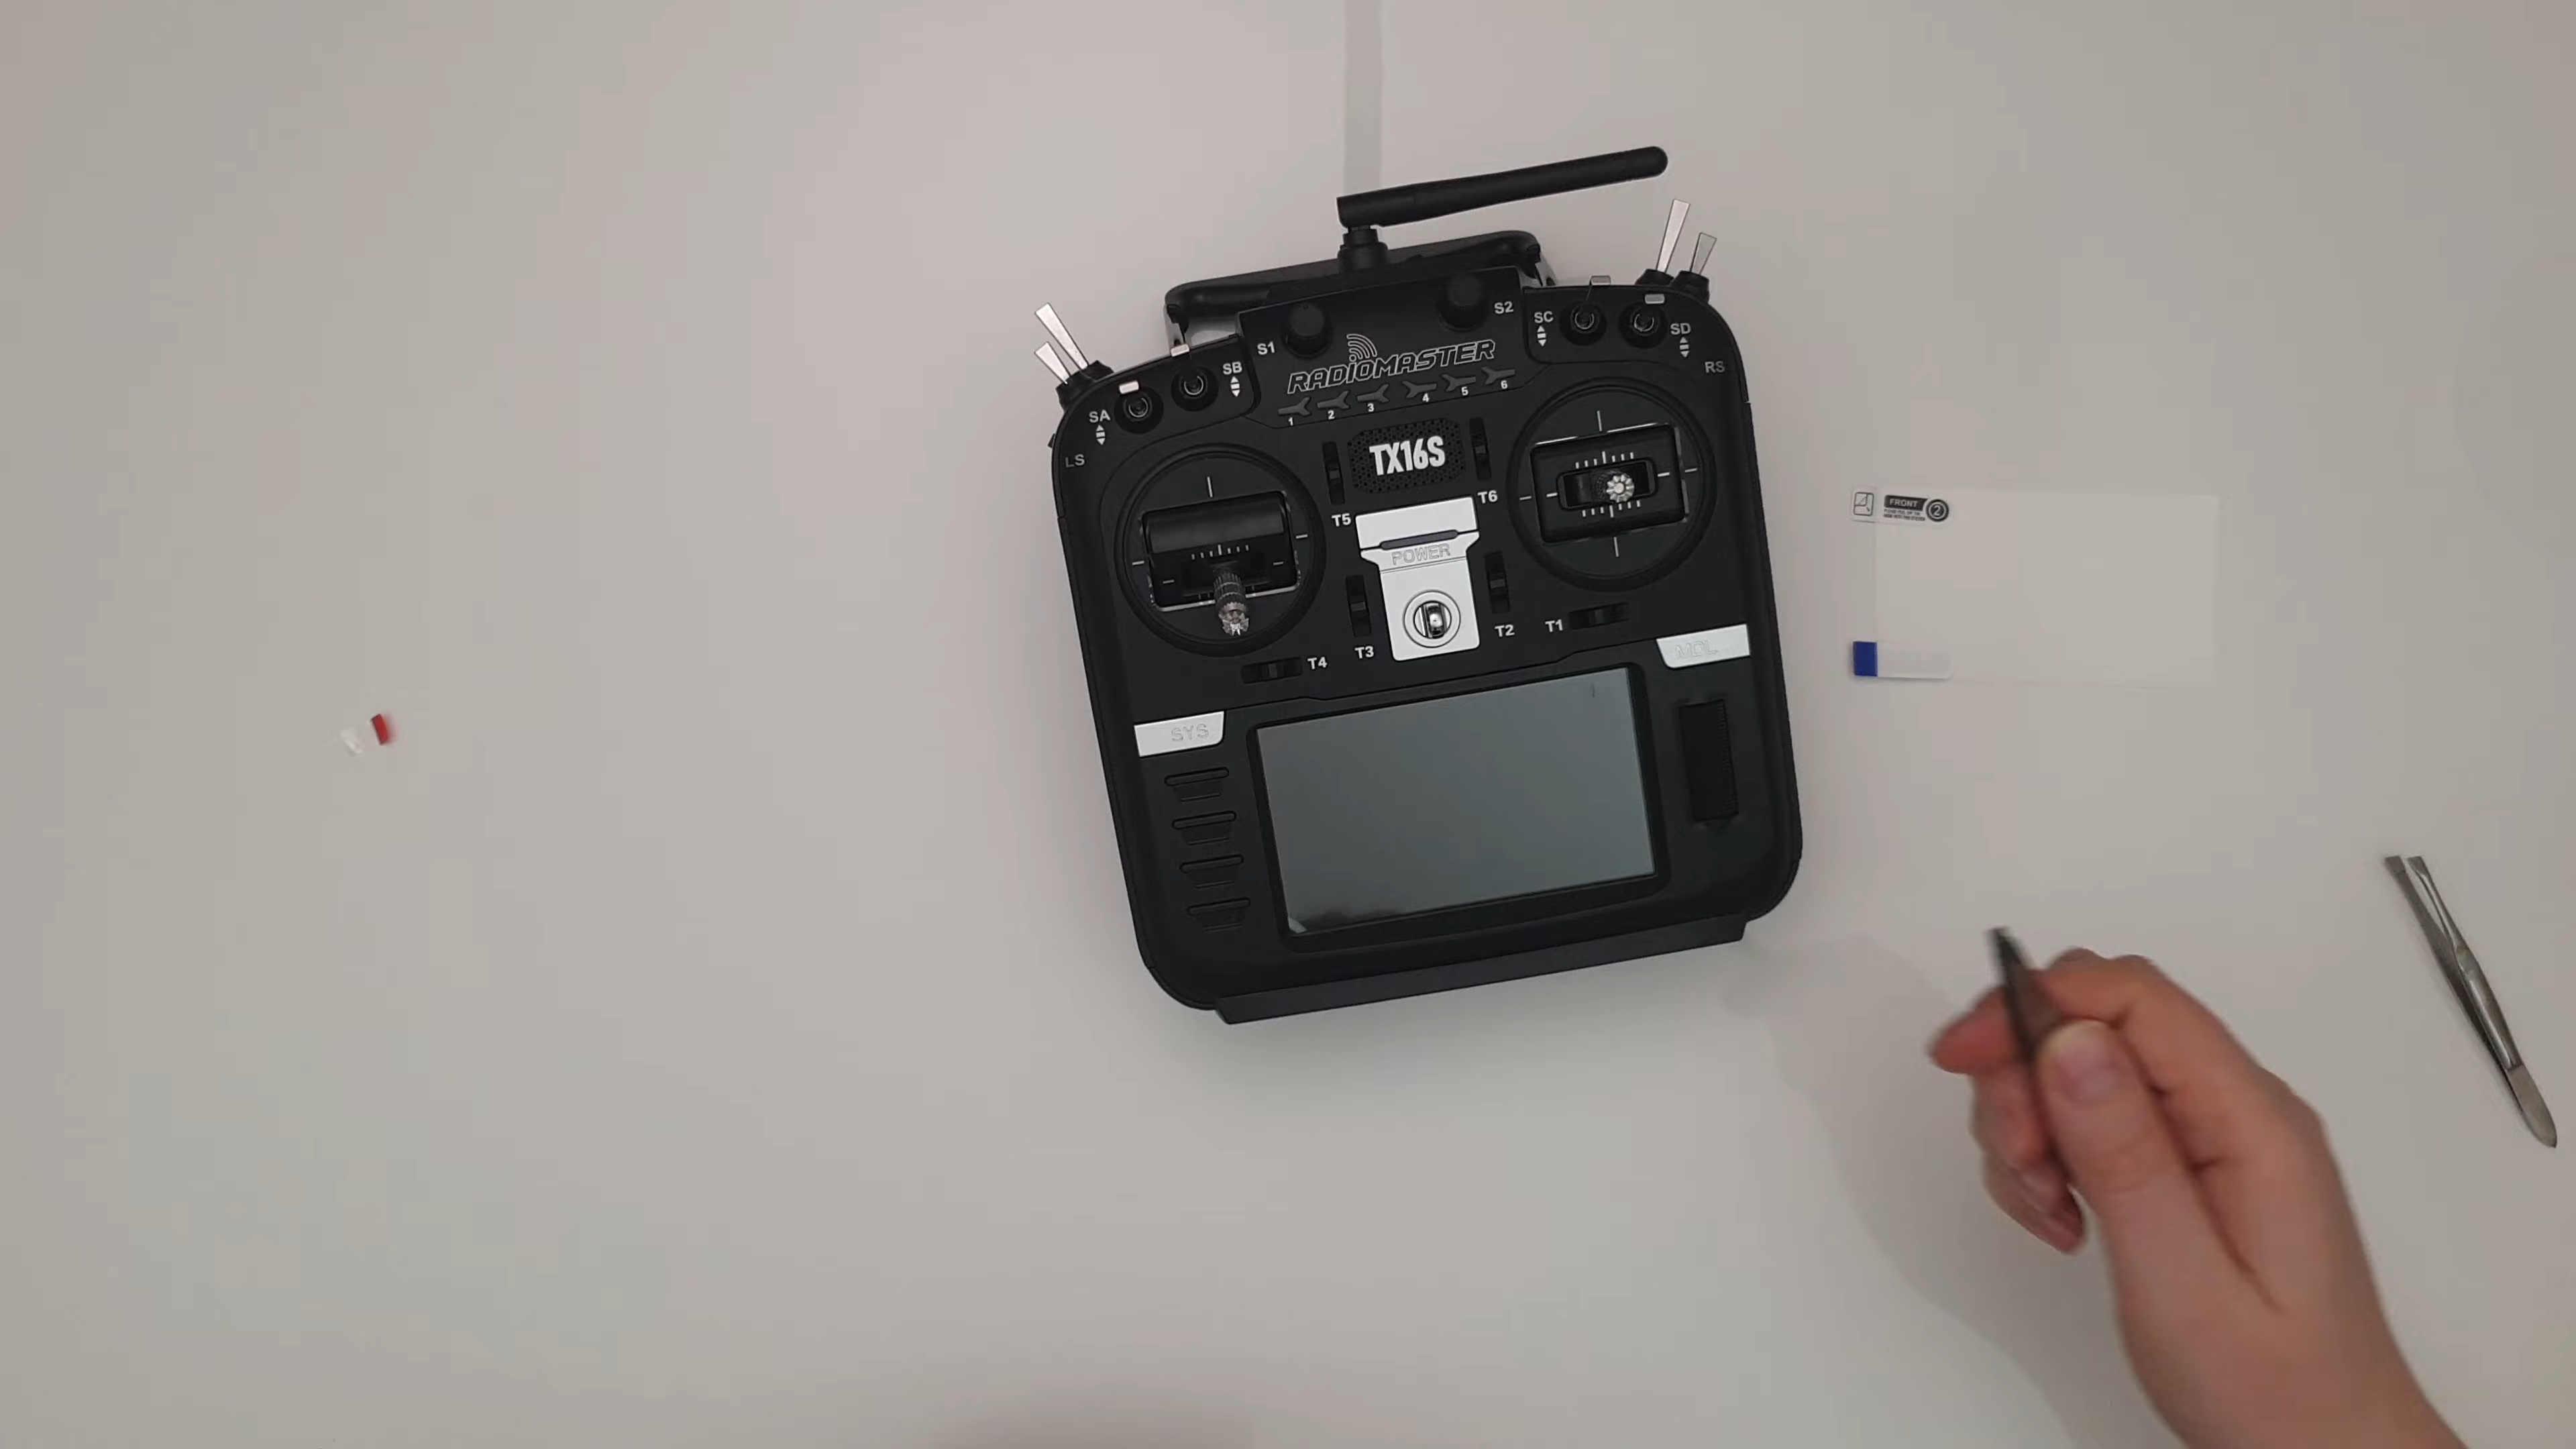 S2
SC
SD
S1
RADIOMASTER
RS
SB
SA
1 2 3 4 5 6
LS
TX16S
T6
T5
FRONT
2
POWER
T2
T1
T3
T4
MDL
SYS